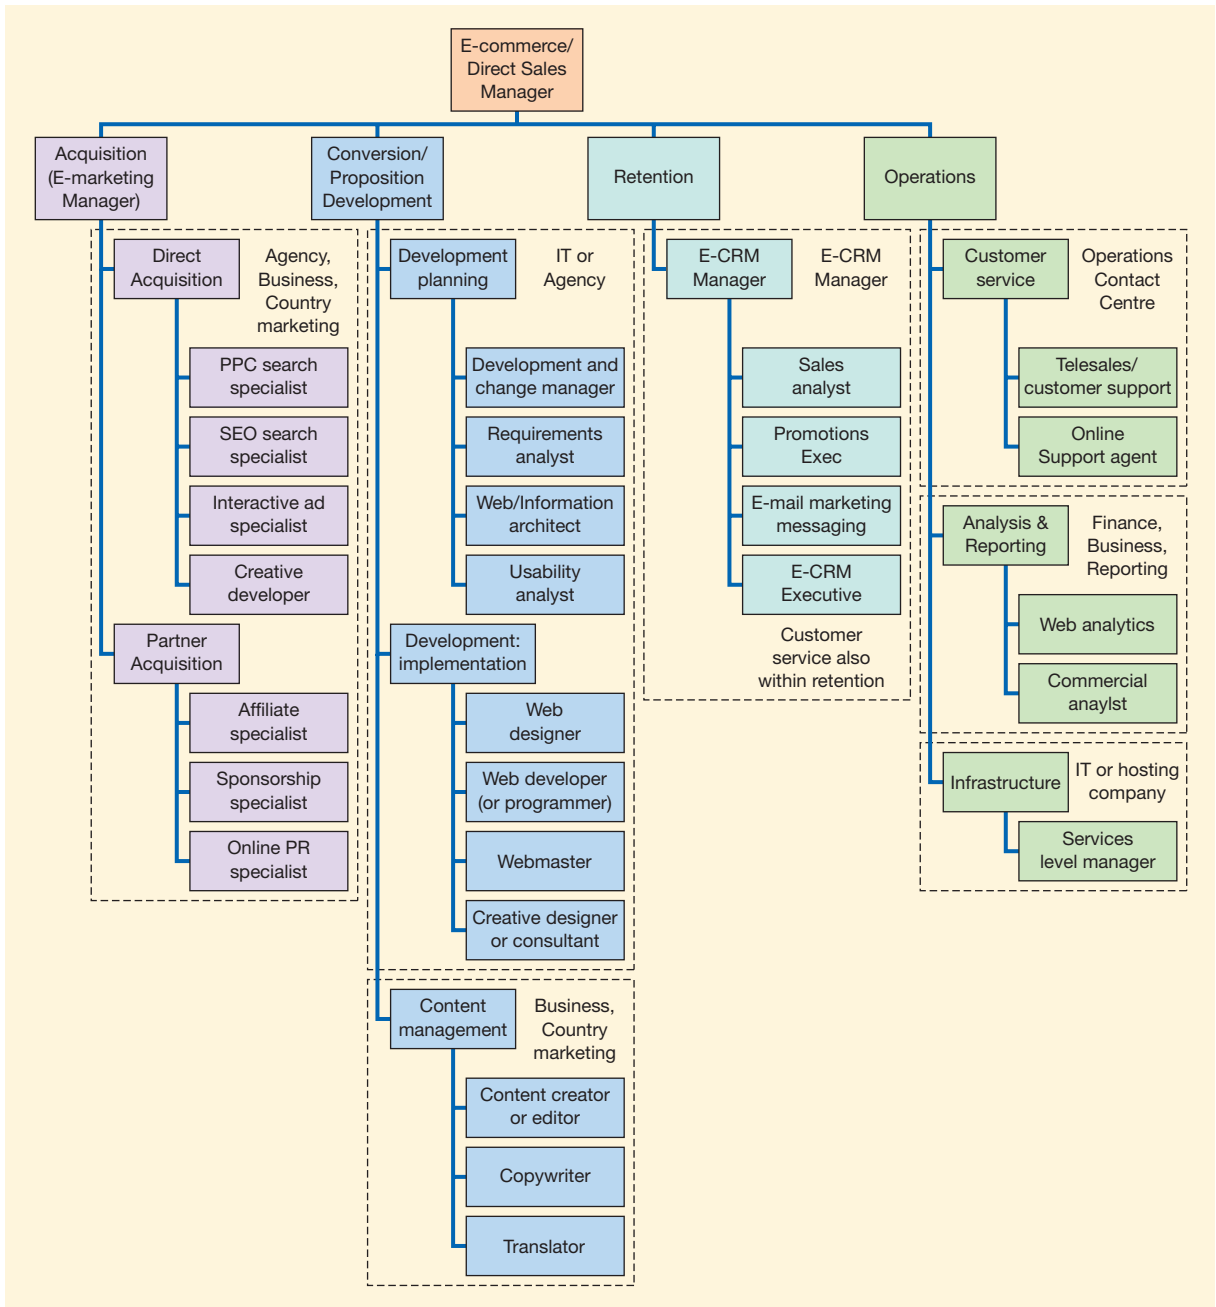 E-commerce/
Direct Sales
Manager
Acquisition
(E-marketing
Manager)
Conversion/
Proposition
Development
Retention
Operations
Direct
Acquisition
Agency,
Business,
Country
marketing
PPC search
specialist
SEO search
specialist
Interactive ad
specialist
Creative
developer
Partner
Acquisition
Affiliate
specialist
Sponsorship
specialist
Online PR
specialist
Development
planning
IT or
Agency
Development and
change manager
Requirements
analyst
Web/Information
architect
Usability
analyst
Development:
implementation
Web
designer
Web developer
(or programmer)
Webmaster
Creative designer
or consultant
Content
management
Business,
Country
marketing
Content creator
or editor
Copywriter
Translator
E-CRM
Manager
E-CRM
Manager
Sales
analyst
Promotions
Exec
E-mail marketing
messaging
E-CRM
Executive
Customer
service also
within retention
Customer
service
Operations
Contact
Centre
Telesales/
customer support
Online
Support agent
Analysis &
Reporting
Finance,
Business,
Reporting
Web analytics
Commercial
anaylst
Infrastructure
IT or hosting
company
Services
level manager